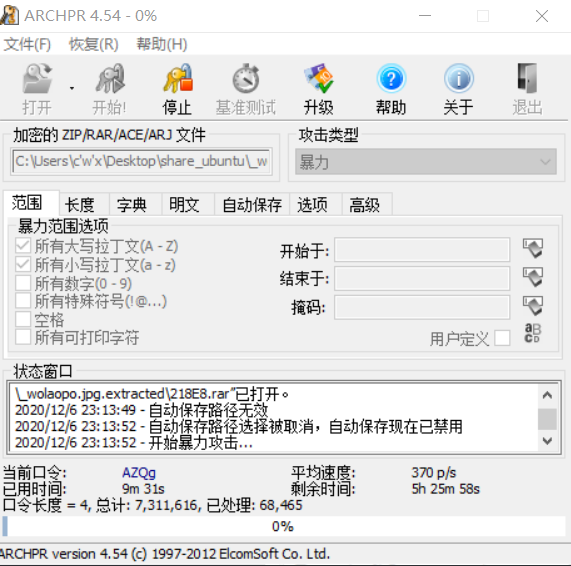 ARCHPR 4.54 - 0%
文件(F) 恢复(R) 帮助(H)
打开 开始! 停止 基准测试 升级 帮助 关于 退出
加密的 ZIP/RAR/ACE/ARJ 文件 攻击类型
C:\Users\c'w'x\Desktop\share_ubuntu\_w 暴力
范围 长度 字典 明文 自动保存 选项 高级
暴力范围选项
所有大写拉丁文(A - Z)
所有小写拉丁文(a - z)
所有数字(0 - 9)
所有特殊符号(!@...)
空格
所有可打印字符
开始于:
结束于:
掩码:
用户定义
状态窗口
\_wolaopo.jpg.extracted\218E8.rar”已打开。
2020/12/6 23:13:49 - 自动保存路径无效
2020/12/6 23:13:52 - 自动保存路径选择被取消，自动保存现在已禁用
2020/12/6 23:13:52 - 开始暴力攻击...
当前口令: AZQg 平均速度: 370 p/s
已用时间: 9m 31s 剩余时间: 5h 25m 58s
口令长度 = 4, 总计: 7,311,616, 已处理: 68,465
0%
ARCHPR version 4.54 (c) 1997-2012 ElcomSoft Co. Ltd.